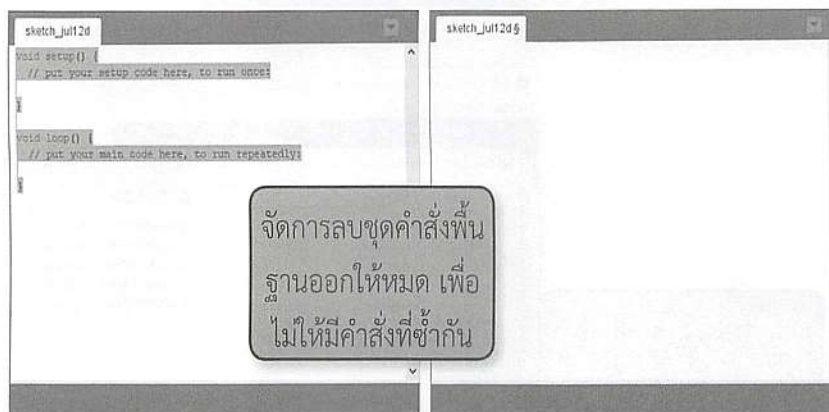 sketch_jul12d
void setup() {
// put your setup code here, to run once:
}
void loop() {
// put your main code here, to run repeatedly:
}
sketch_jul12d §
จัดการลบชุดคำสั่งพื้น
ฐานออกให้หมด เพื่อ
ไม่ให้มีคำสั่งที่ซ้ำกัน